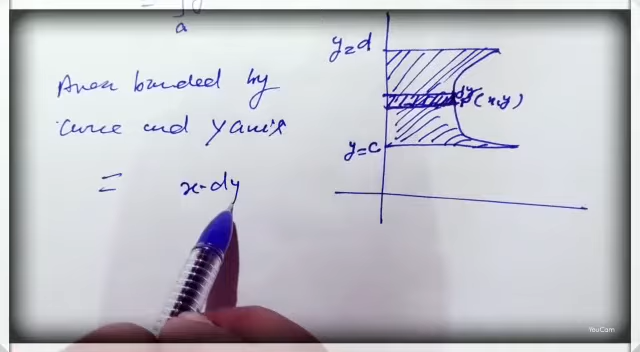 a
Area bounded by
curve and Y axis
= x·dy
y=d
dy
P(x,y)
y=c
YouCam